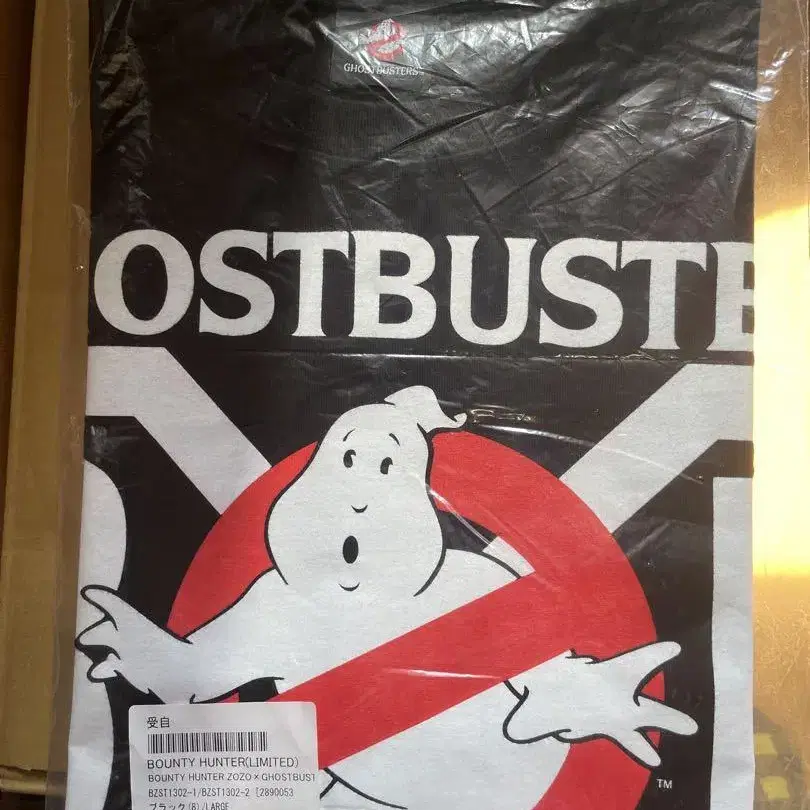 GHOSTBUSTERS™
OSTBUSTE
TM
受自
BOUNTY HUNTER(LIMITED)
BOUNTY HUNTER ZOZO × GHOSTBUST
BZST1302-1/BZST1302-2 [2890053
ブラック(B)/LARGE